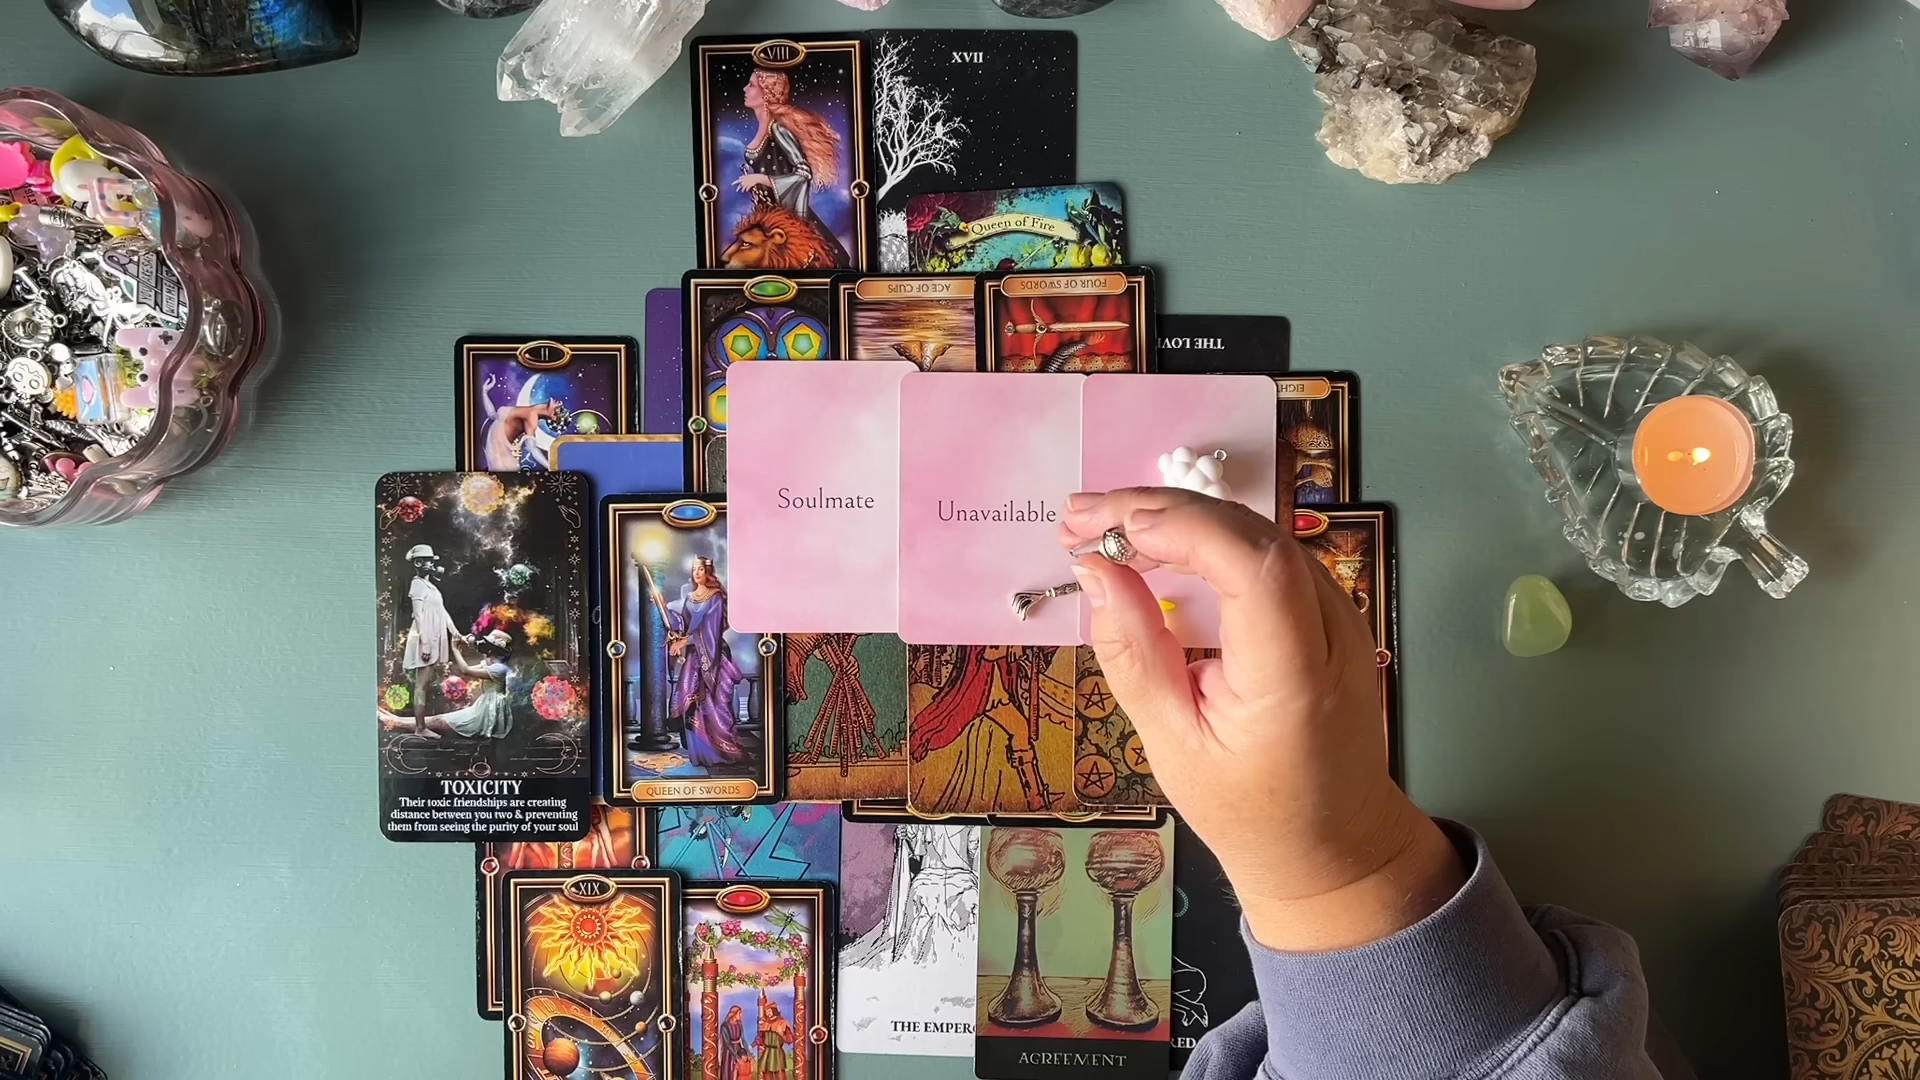 VIII
XVII
Queen of Fire
ACE OF CUPS
FOUR OF SWORDS
THE LOV
EIGH
II
Soulmate
Unavailable
TOXICITY
Their toxic friendships are creating
distance between you two & preventing
them from seeing the purity of your soul
QUEEN OF SWORDS
XIX
THE EMPER
AGREEMENT
RED